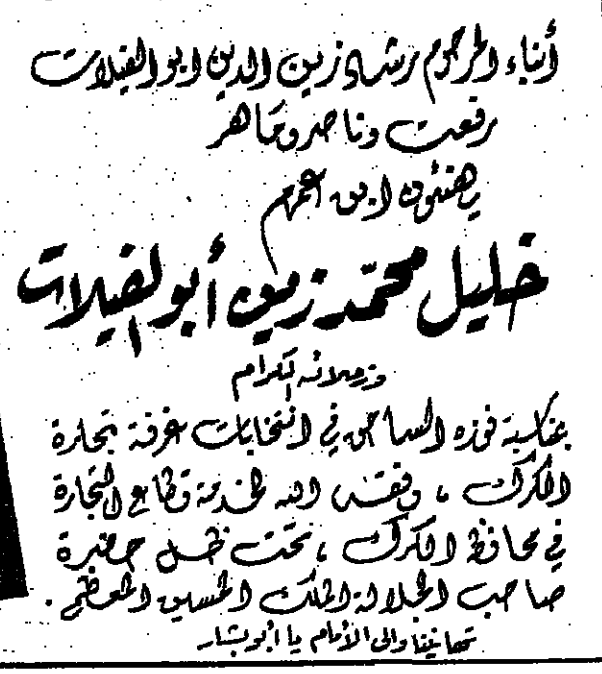 أبناء المرحوم رشاد زين الدين ابو الفيلات
رفعت وناصر وماهر
يهنئون ابن عمهم
خليل محمّد زين أبو الفيلات
وزملائه الكرام
بمناسبة فوزه الساحق في انتخابات غرفة تجارة
الكرك ، وفقه الله لخدمة قطاع التجارة
في محافظة الكرك ، تحت ظل حضرة
صاحب الجلالة الملك الحسين المعظم .
تهانينا والى الأمام يا أبو بشار